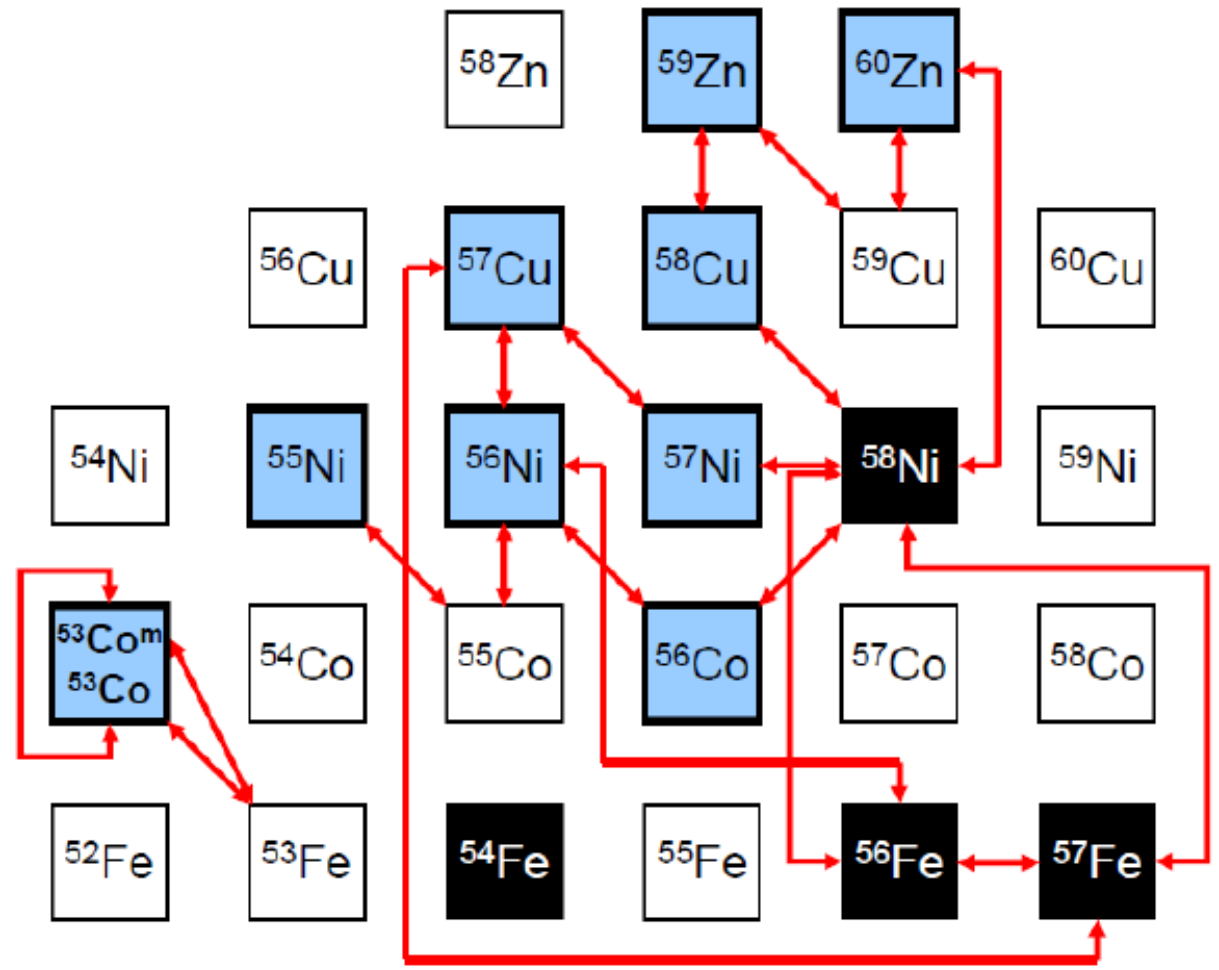 ⁵⁸Zn ⁵⁹Zn ⁶⁰Zn
⁵⁶Cu ⁵⁷Cu ⁵⁸Cu ⁵⁹Cu ⁶⁰Cu
⁵⁴Ni ⁵⁵Ni ⁵⁶Ni ⁵⁷Ni ⁵⁸Ni ⁵⁹Ni
⁵³Coᵐ
⁵³Co ⁵⁴Co ⁵⁵Co ⁵⁶Co ⁵⁷Co ⁵⁸Co
⁵²Fe ⁵³Fe ⁵⁴Fe ⁵⁵Fe ⁵⁶Fe ⁵⁷Fe